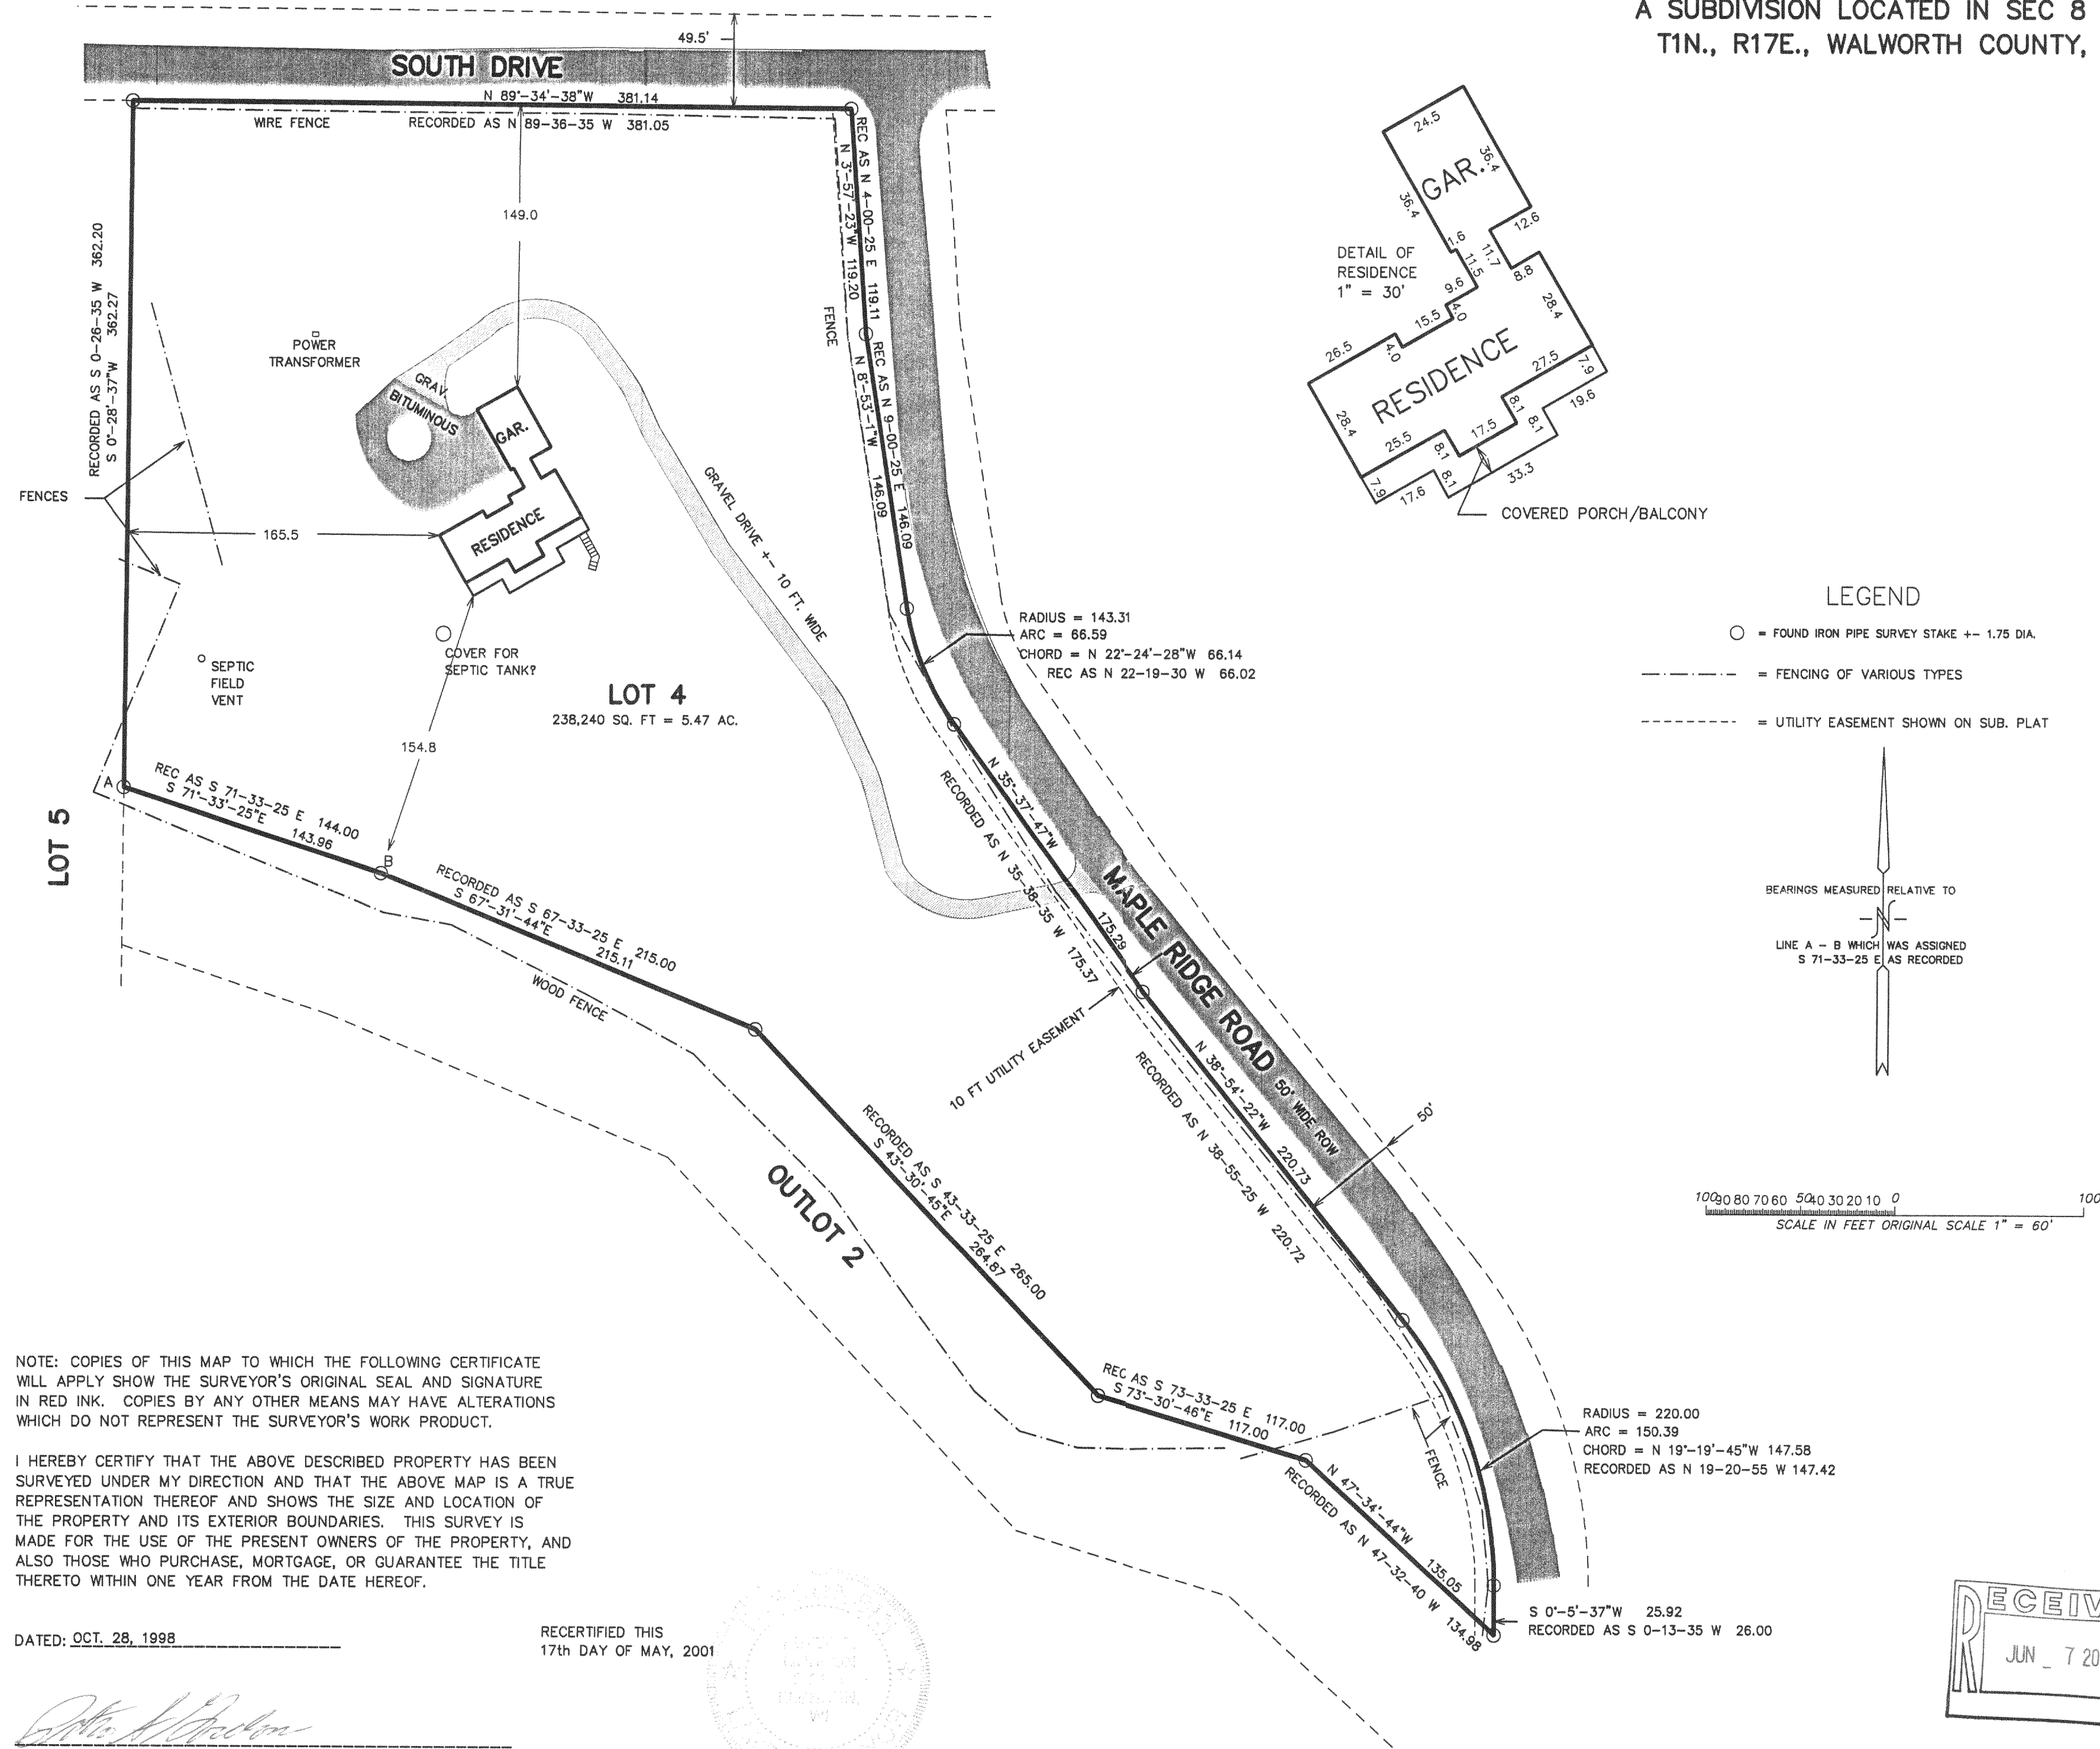 A SUBDIVISION LOCATED IN SEC 8
T1N., R17E., WALWORTH COUNTY,
49.5'
SOUTH DRIVE
N 89°-34'-38"W 381.14
WIRE FENCE
RECORDED AS N 89-36-35 W 381.05
RECORDED AS S 0-26-35 W 362.20
S 0°-28'-37"W 362.27
REC AS N 4-00-25 E 119.11
N 3°-57'-23"W 119.20
FENCE
REC AS N 9-00-25 E 146.09
N 8°-53'-1"W 146.09
149.0
POWER
TRANSFORMER
GRAV.
BITUMINOUS
GAR.
RESIDENCE
FENCES
165.5
GRAVEL DRIVE +- 10 FT. WIDE
COVER FOR
SEPTIC TANK?
SEPTIC
FIELD
VENT
LOT 4
238,240 SQ. FT = 5.47 AC.
154.8
A
B
LOT 5
REC AS S 71-33-25 E 144.00
S 71°-33'-25"E 143.96
RECORDED AS S 67-33-25 E 215.00
S 67°-31'-44"E 215.11
WOOD FENCE
RADIUS = 143.31
ARC = 66.59
CHORD = N 22°-24'-28"W 66.14
REC AS N 22-19-30 W 66.02
N 35°-37'-47"W 175.29
RECORDED AS N 35-38-35 W 175.37
MAPLE RIDGE ROAD 50' WIDE ROW
10 FT UTILITY EASEMENT
N 38°-54'-22"W 220.73
RECORDED AS N 38-55-25 W 220.72
50'
OUTLOT 2
RECORDED AS S 43-33-25 E 265.00
S 43°-30'-45"E 264.87
REC AS S 73-33-25 E 117.00
S 73°-30'-46"E 117.00
FENCE
N 47°-34'-44"W 135.05
RECORDED AS N 47-32-40 W 134.98
RADIUS = 220.00
ARC = 150.39
CHORD = N 19°-19'-45"W 147.58
RECORDED AS N 19-20-55 W 147.42
S 0°-5'-37"W 25.92
RECORDED AS S 0-13-35 W 26.00
DETAIL OF
RESIDENCE
1" = 30'
24.5
GAR.
36.4
36.4
12.6
1.6
11.7
11.5
8.8
9.6
4.0
15.5
28.4
4.0
26.5
RESIDENCE
27.5
7.9
28.4
8.1
19.6
17.5
8.1
25.5
8.1
33.3
7.9
17.6
8.1
COVERED PORCH/BALCONY
LEGEND
= FOUND IRON PIPE SURVEY STAKE +- 1.75 DIA.
= FENCING OF VARIOUS TYPES
= UTILITY EASEMENT SHOWN ON SUB. PLAT
BEARINGS MEASURED RELATIVE TO
N
LINE A - B WHICH WAS ASSIGNED
S 71-33-25 E AS RECORDED
100 90 80 70 60 50 40 30 20 10 0 100
SCALE IN FEET ORIGINAL SCALE 1" = 60'
NOTE: COPIES OF THIS MAP TO WHICH THE FOLLOWING CERTIFICATE
WILL APPLY SHOW THE SURVEYOR'S ORIGINAL SEAL AND SIGNATURE
IN RED INK. COPIES BY ANY OTHER MEANS MAY HAVE ALTERATIONS
WHICH DO NOT REPRESENT THE SURVEYOR'S WORK PRODUCT.
I HEREBY CERTIFY THAT THE ABOVE DESCRIBED PROPERTY HAS BEEN
SURVEYED UNDER MY DIRECTION AND THAT THE ABOVE MAP IS A TRUE
REPRESENTATION THEREOF AND SHOWS THE SIZE AND LOCATION OF
THE PROPERTY AND ITS EXTERIOR BOUNDARIES. THIS SURVEY IS
MADE FOR THE USE OF THE PRESENT OWNERS OF THE PROPERTY, AND
ALSO THOSE WHO PURCHASE, MORTGAGE, OR GUARANTEE THE TITLE
THERETO WITHIN ONE YEAR FROM THE DATE HEREOF.
DATED: OCT. 28, 1998
RECERTIFIED THIS
17th DAY OF MAY, 2001
RECEIV
JUN _ 7 20